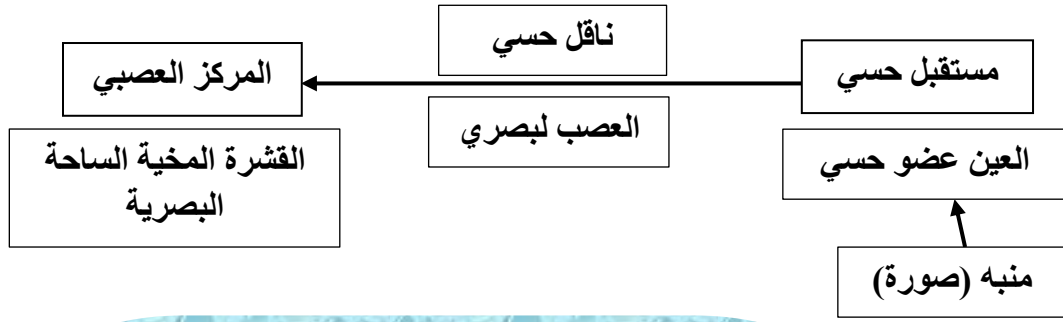 ناقل حسي
مستقبل حسي
المركز العصبي
العصب لبصري
العين عضو حسي
القشرة المخية الساحة
البصرية
منبه (صورة)